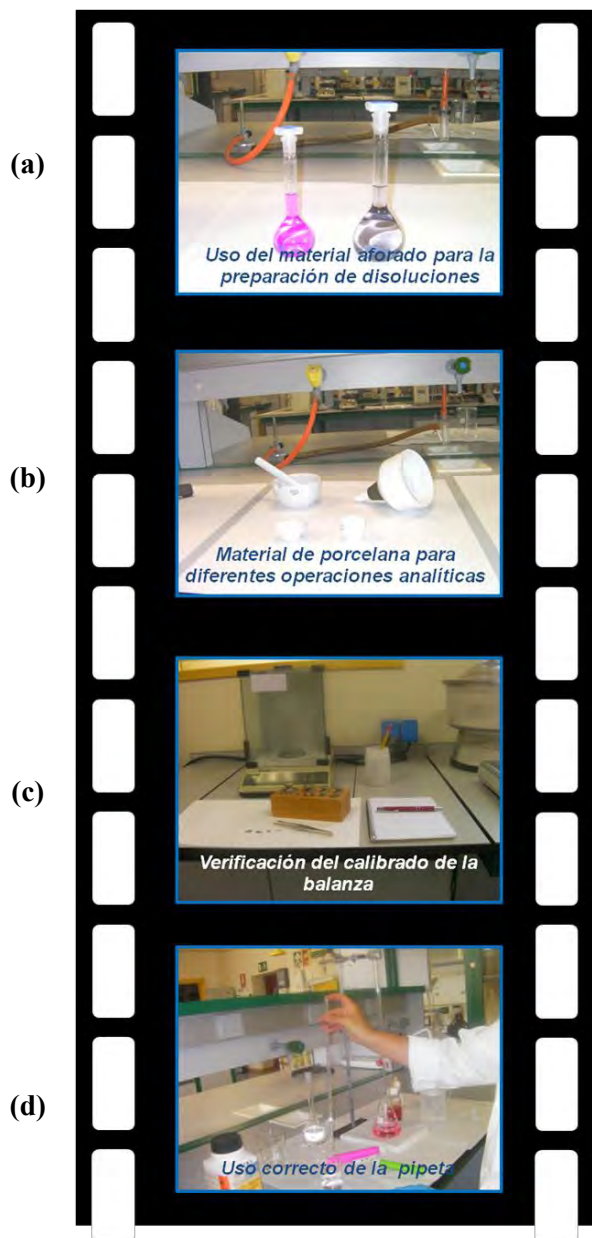 (a)
Uso del material aforado para la
preparación de disoluciones
(b)
Material de porcelana para
diferentes operaciones analíticas
(c)
Verificación del calibrado de la
balanza
(d)
Uso correcto de la pipeta